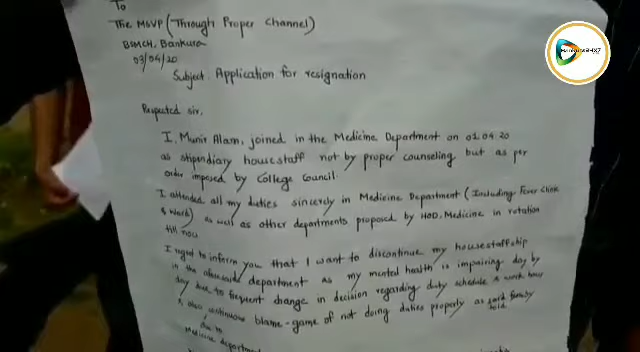 To
The MSVP (Through Proper Channel)
BSMCH, Bankura
03/04/20
Subject: Application for resignation
Respected sir,
I, Munir Alam, joined in the Medicine Department on 01.04.20
as stipendiary housestaff not by proper counseling but as per
order imposed by College Council.
I attended all my duties sincerely in Medicine Department (Including Fever Clinic
& Ward) as well as other departments proposed by HOD, Medicine in rotation
till now
I regret to inform you that I want to discontinue my housestaffship
in the aforesaid department as my mental health is impairing day by
day due to frequent change in decision regarding duty schedule & work hour
& also continuous blame-game of not doing duties properly as said
Medicine department